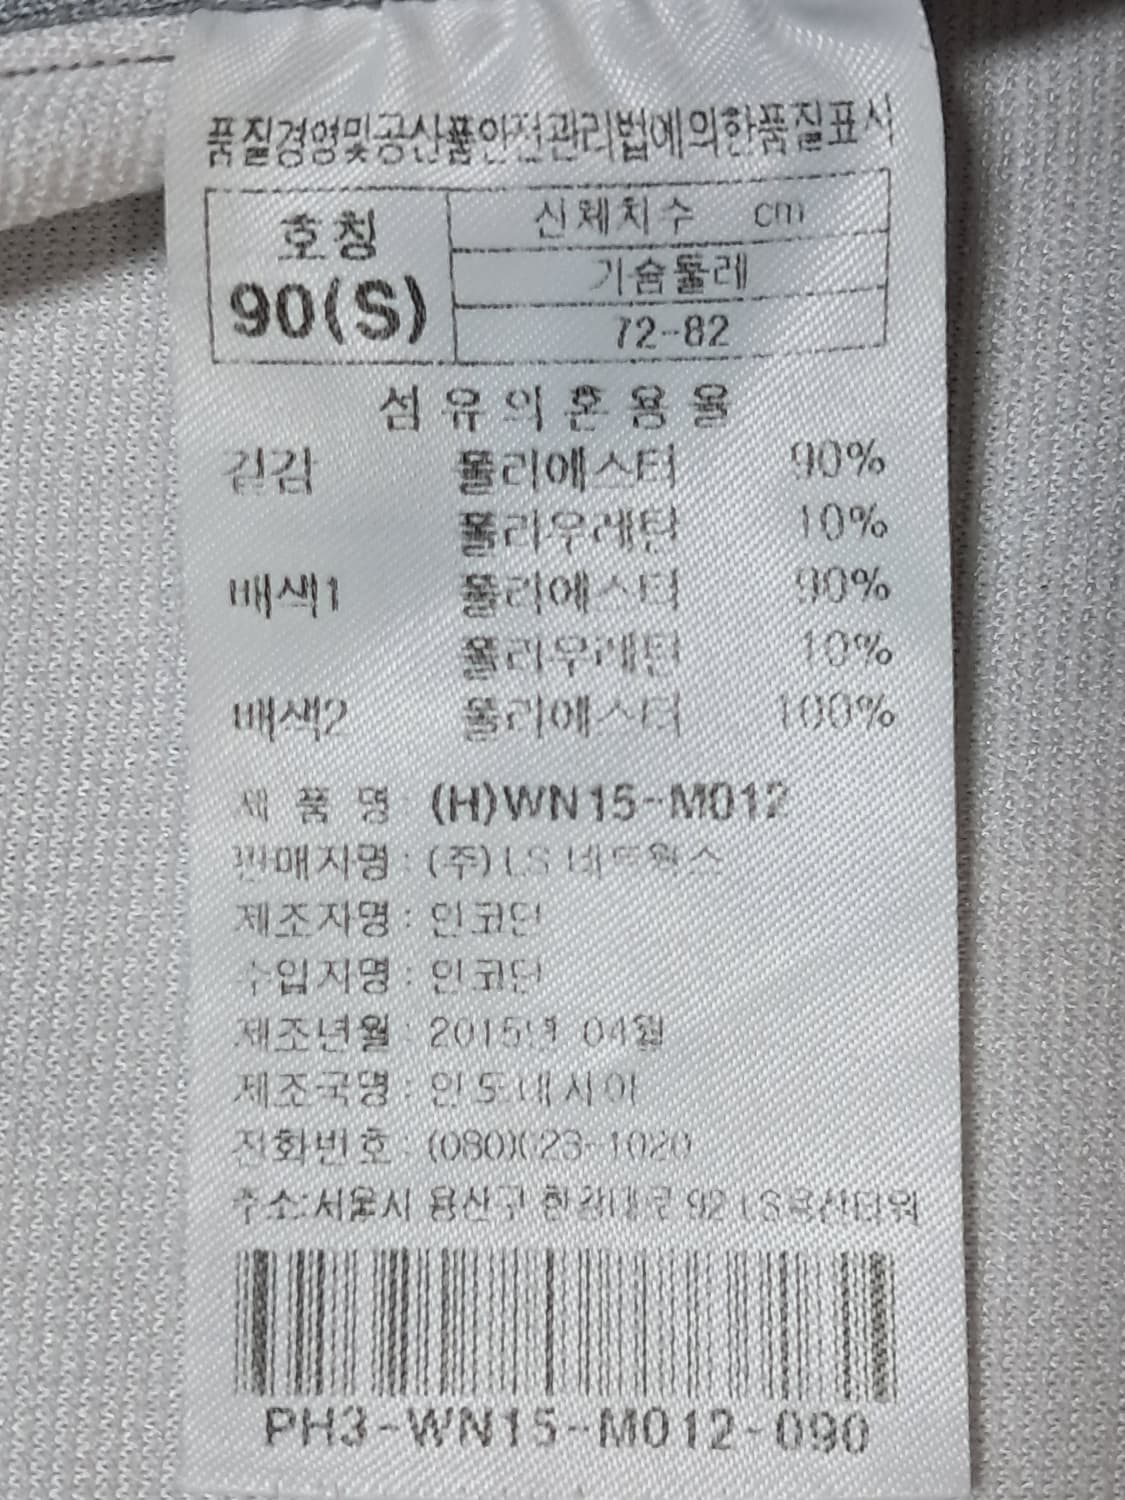 품질경영및공산품안전관리법에의한품질표시
호칭
90(S)
신체치수 cm
가슴둘레
72-82
섬유의혼용율
겉감 폴리에스터 90%
폴리우레탄 10%
배색1 폴리에스터 90%
폴리우레탄 10%
배색2 폴리에스터 100%
제 품 명 : (H)WN15-M012
판매자명 : (주)LS 네트웍스
제조자명 : 인코단
수입자명 : 인코단
제조년월 : 2015년 04월
제조국명 : 인도네시아
전화번호 : (080)023-1020
주소:서울시 용산구 한강대로 92 LS용산타워
PH3-WN15-M012-090